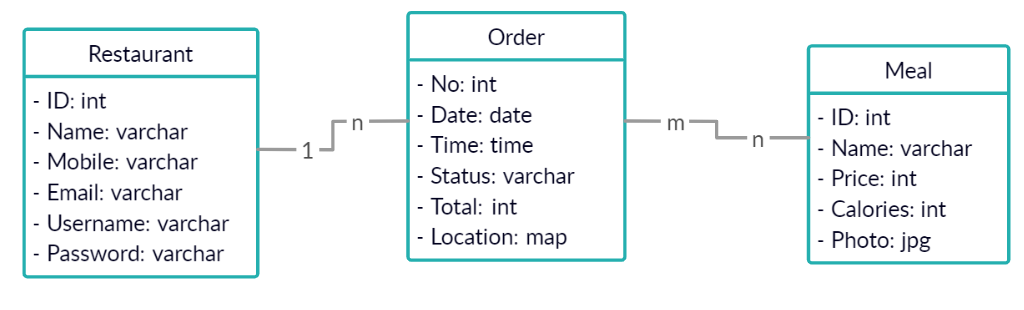 Restaurant
- ID: int
- Name: varchar
- Mobile: varchar
- Email: varchar
- Username: varchar
- Password: varchar
1
n
Order
- No: int
- Date: date
- Time: time
- Status: varchar
- Total: int
- Location: map
m
n
Meal
- ID: int
- Name: varchar
- Price: int
- Calories: int
- Photo: jpg